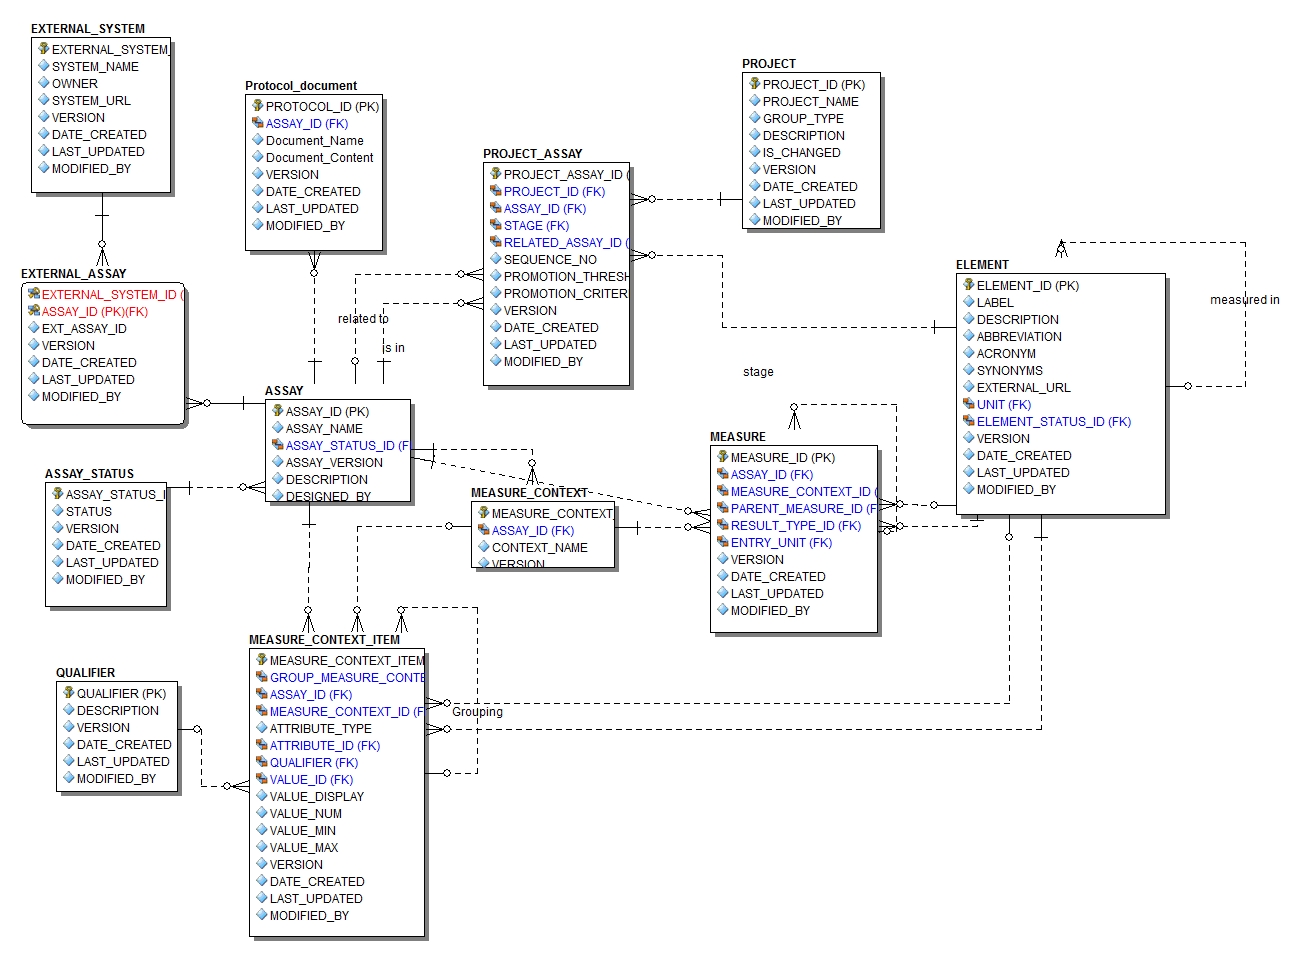 EXTERNAL_SYSTEM
EXTERNAL_SYSTEM_
SYSTEM_NAME
OWNER
SYSTEM_URL
VERSION
DATE_CREATED
LAST_UPDATED
MODIFIED_BY
Protocol_document
PROTOCOL_ID (PK)
ASSAY_ID (FK)
Document_Name
Document_Content
VERSION
DATE_CREATED
LAST_UPDATED
MODIFIED_BY
PROJECT
PROJECT_ID (PK)
PROJECT_NAME
GROUP_TYPE
DESCRIPTION
IS_CHANGED
VERSION
DATE_CREATED
LAST_UPDATED
MODIFIED_BY
PROJECT_ASSAY
PROJECT_ASSAY_ID (
PROJECT_ID (FK)
ASSAY_ID (FK)
STAGE (FK)
RELATED_ASSAY_ID (
SEQUENCE_NO
PROMOTION_THRESH
PROMOTION_CRITER
VERSION
DATE_CREATED
LAST_UPDATED
MODIFIED_BY
EXTERNAL_ASSAY
EXTERNAL_SYSTEM_ID (
ASSAY_ID (PK)(FK)
EXT_ASSAY_ID
VERSION
DATE_CREATED
LAST_UPDATED
MODIFIED_BY
ELEMENT
ELEMENT_ID (PK)
LABEL
DESCRIPTION
ABBREVIATION
ACRONYM
SYNONYMS
EXTERNAL_URL
UNIT (FK)
ELEMENT_STATUS_ID (FK)
VERSION
DATE_CREATED
LAST_UPDATED
MODIFIED_BY
measured in
related to
is in
stage
ASSAY
ASSAY_ID (PK)
ASSAY_NAME
ASSAY_STATUS_ID (F
ASSAY_VERSION
DESCRIPTION
DESIGNED_BY
ASSAY_STATUS
ASSAY_STATUS_I
STATUS
VERSION
DATE_CREATED
LAST_UPDATED
MODIFIED_BY
MEASURE_CONTEXT
MEASURE_CONTEXT_
ASSAY_ID (FK)
CONTEXT_NAME
VERSION
MEASURE
MEASURE_ID (PK)
ASSAY_ID (FK)
MEASURE_CONTEXT_ID (
PARENT_MEASURE_ID (F
RESULT_TYPE_ID (FK)
ENTRY_UNIT (FK)
VERSION
DATE_CREATED
LAST_UPDATED
MODIFIED_BY
MEASURE_CONTEXT_ITEM
MEASURE_CONTEXT_ITEM
GROUP_MEASURE_CONTE
ASSAY_ID (FK)
MEASURE_CONTEXT_ID (F
ATTRIBUTE_TYPE
ATTRIBUTE_ID (FK)
QUALIFIER (FK)
VALUE_ID (FK)
VALUE_DISPLAY
VALUE_NUM
VALUE_MIN
VALUE_MAX
VERSION
DATE_CREATED
LAST_UPDATED
MODIFIED_BY
Grouping
QUALIFIER
QUALIFIER (PK)
DESCRIPTION
VERSION
DATE_CREATED
LAST_UPDATED
MODIFIED_BY